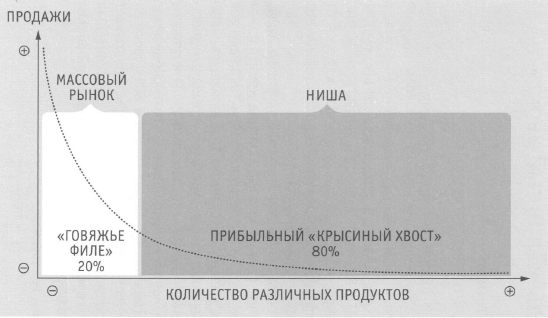 ПРОДАЖИ
МАССОВЫЙ
РЫНОК
НИША
«ГОВЯЖЬЕ
ФИЛЕ»
20%
ПРИБЫЛЬНЫЙ «КРЫСИНЫЙ ХВОСТ»
80%
КОЛИЧЕСТВО РАЗЛИЧНЫХ ПРОДУКТОВ